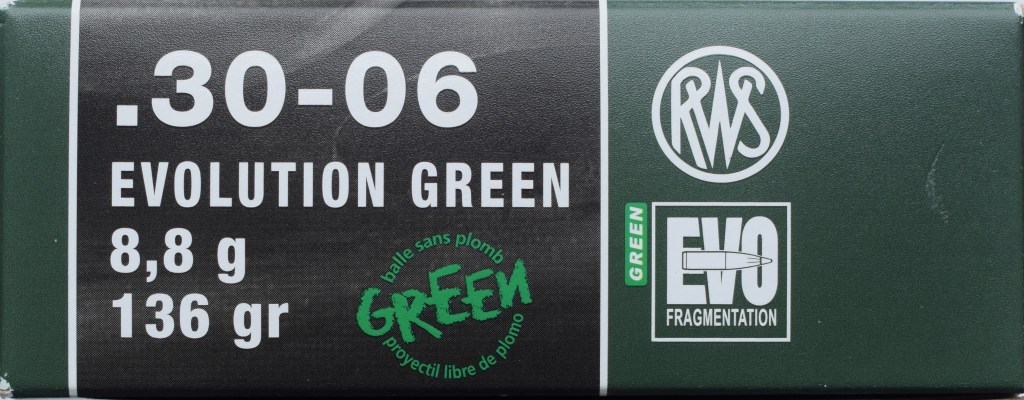 .30-06
EVOLUTION GREEN
8,8 g
136 gr
balle sans plomb
GREEN
proyectil libre de plomo
RWS
GREEN
EVO
FRAGMENTATION